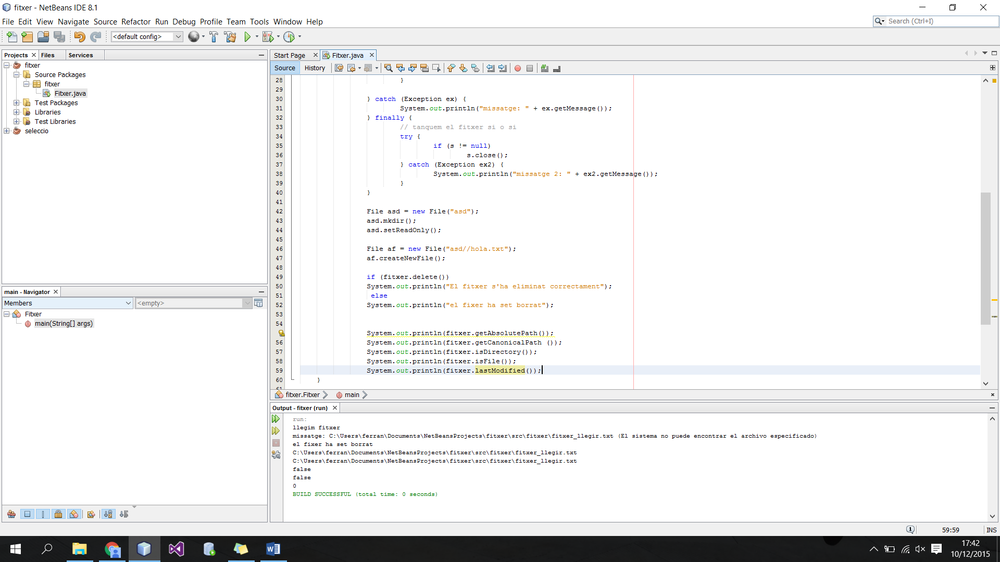 fitxer - NetBeans IDE 8.1
File Edit View Navigate Source Refactor Run Debug Profile Team Tools Window Help
Search (Ctrl+I)
<default config>
Projects Files Services
fitxer
Source Packages
fitxer
Fitxer.java
Test Packages
Libraries
Test Libraries
seleccio
main - Navigator
Members <empty>
Fitxer
main(String[] args)
Start Page Fitxer.java
Source History
28 }
29
30 } catch (Exception ex) {
31 System.out.println("missatge: " + ex.getMessage());
32 } finally {
33 // tanquem el fitxer si o si
34 try {
35 if (s != null)
36 s.close();
37 } catch (Exception ex2) {
38 System.out.println("missatge 2: " + ex2.getMessage());
39 }
40 }
41
42 File asd = new File("asd");
43 asd.mkdir();
44 asd.setReadOnly();
45
46 File af = new File("asd//hola.txt");
47 af.createNewFile();
48
49 if (fitxer.delete())
50 System.out.println("El fitxer s'ha eliminat correctament");
51 else
52 System.out.println("el fixer ha set borrat");
53
54
System.out.println(fitxer.getAbsolutePath());
56 System.out.println(fitxer.getCanonicalPath ());
57 System.out.println(fitxer.isDirectory());
58 System.out.println(fitxer.isFile());
59 System.out.println(fitxer.lastModified());
60 }
61
fitxer.Fitxer main
Output - fitxer (run)
run:
llegim fitxer
missatge: C:\Users\ferran\Documents\NetBeansProjects\fitxer\src\fitxer\fitxer_llegir.txt (El sistema no puede encontrar el archivo especificado)
el fixer ha set borrat
C:\Users\ferran\Documents\NetBeansProjects\fitxer\src\fitxer\fitxer_llegir.txt
C:\Users\ferran\Documents\NetBeansProjects\fitxer\src\fitxer\fitxer_llegir.txt
false
false
0
BUILD SUCCESSFUL (total time: 0 seconds)
59:59 INS
17:42
10/12/2015